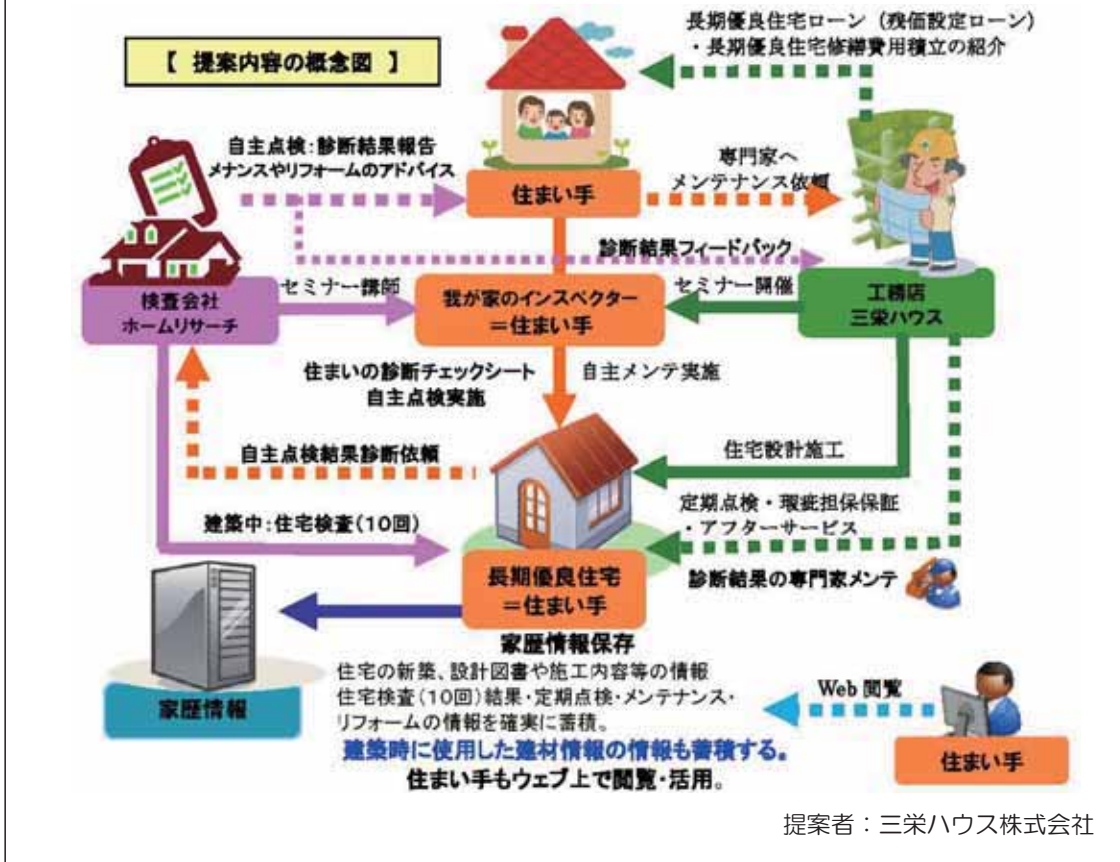 長期優良住宅ローン（残価設定ローン）
・長期優良住宅修繕費用積立の紹介
【 提案内容の概念図 】
自主点検：診断結果報告
メナンスやリフォームのアドバイス
住まい手
専門家へ
メンテナンス依頼
診断結果フィードバック
検査会社
ホームリサーチ
セミナー講師
我が家のインスペクター
＝住まい手
セミナー開催
工務店
三栄ハウス
住まいの診断チェックシート
自主点検実施
自主メンテ実施
自主点検結果診断依頼
住宅設計施工
建築中：住宅検査（１０回）
定期点検・瑕疵担保保証
・アフターサービス
長期優良住宅
＝住まい手
診断結果の専門家メンテ
家歴情報
家歴情報保存
住宅の新築、設計図書や施工内容等の情報
住宅検査（１０回）結果・定期点検・メンテナンス・
リフォームの情報を確実に蓄積。
建築時に使用した建材情報の情報も蓄積する。
住まい手もウェブ上で閲覧・活用。
Web 閲覧
住まい手
提案者：三栄ハウス株式会社